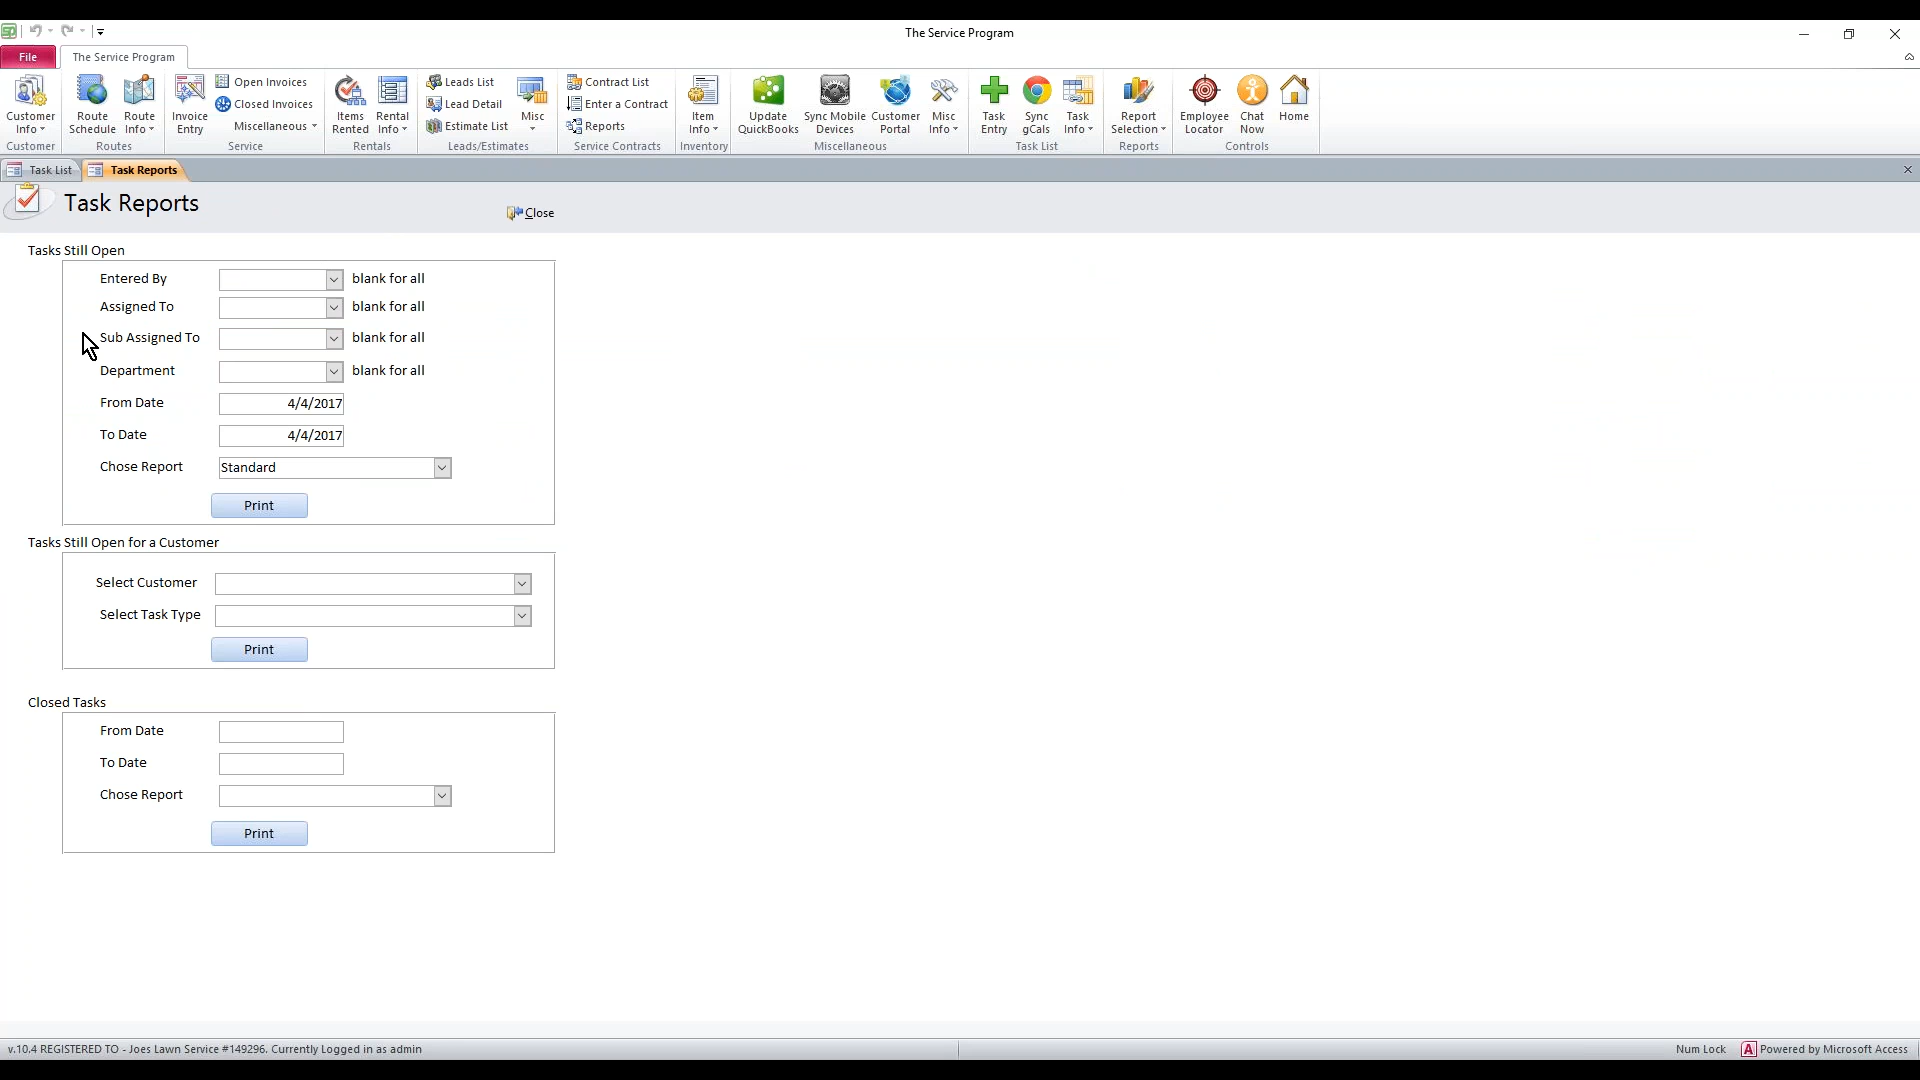 The Service Program
File
The Service Program
Customer Info
Customer
Route Schedule
Route Info
Routes
Invoice Entry
Open Invoices
Closed Invoices
Miscellaneous
Service
Items Rented
Rental Info
Rentals
Leads List
Lead Detail
Estimate List
Misc
Leads/Estimates
Contract List
Enter a Contract
Reports
Service Contracts
Item Info
Inventory
Update QuickBooks
Sync Mobile Devices
Customer Portal
Misc Info
Miscellaneous
Task Entry
Sync gCals
Task Info
Task List
Report Selection
Reports
Employee Locator
Chat Now
Home
Controls
Task List
Task Reports
Task Reports
Close
Tasks Still Open
Entered By blank for all
Assigned To blank for all
Sub Assigned To blank for all
Department blank for all
From Date 4/4/2017
To Date 4/4/2017
Chose Report Standard
Print
Tasks Still Open for a Customer
Select Customer
Select Task Type
Print
Closed Tasks
From Date
To Date
Chose Report
Print
v.10.4 REGISTERED TO - Joes Lawn Service #149296. Currently Logged in as admin
Num Lock
A Powered by Microsoft Access